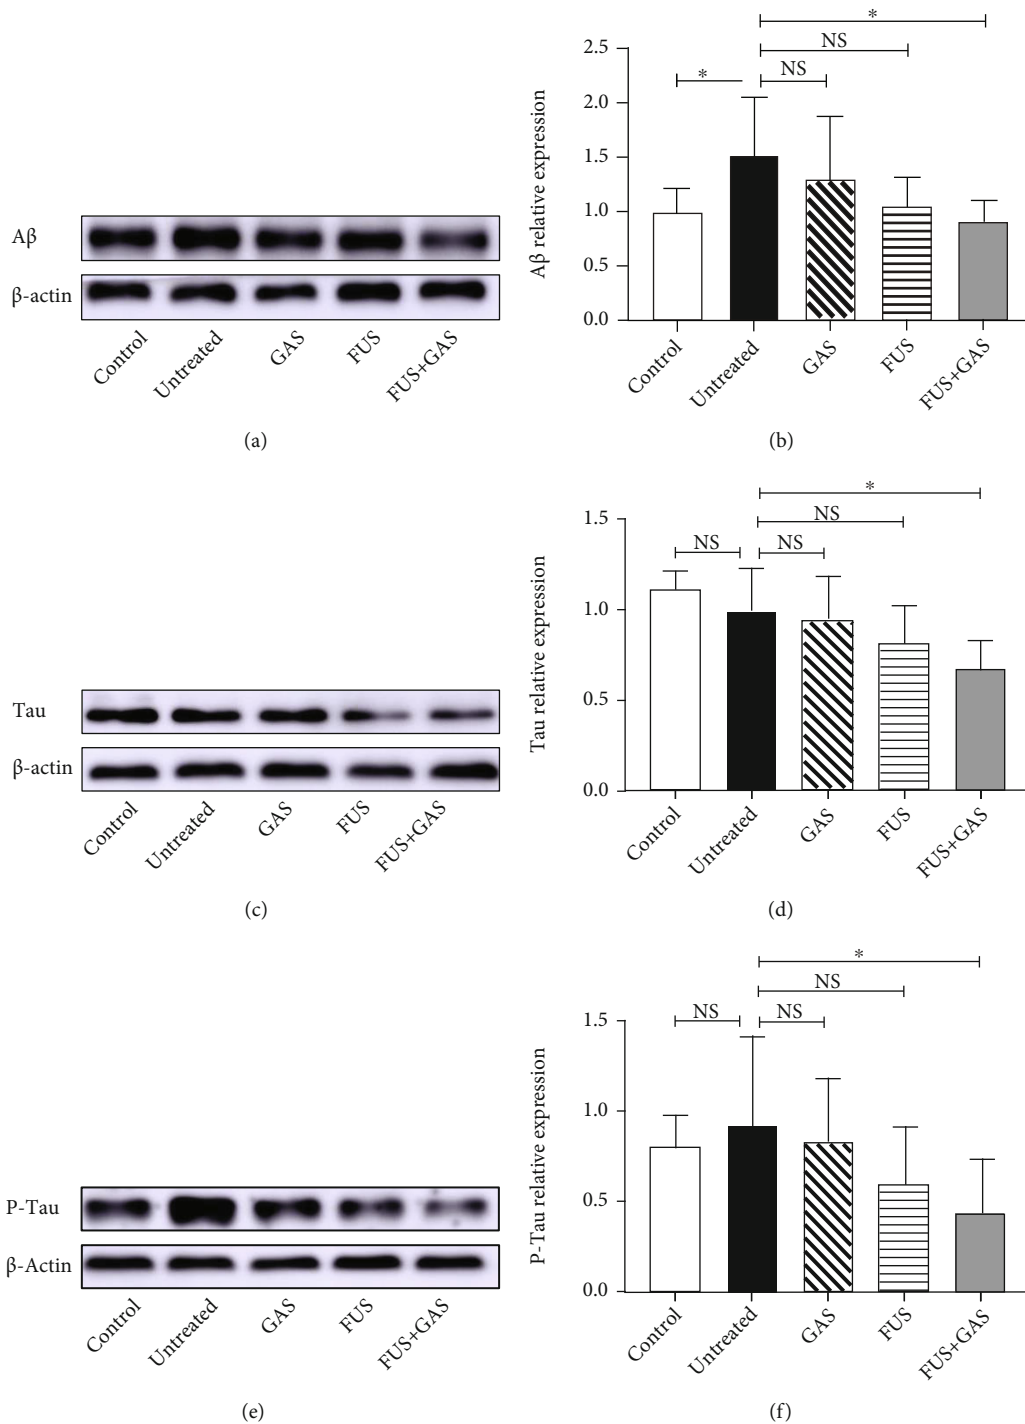 Aβ
β-actin
Control
Untreated
GAS
FUS
FUS+GAS
(a)
*
NS
NS
*
2.5
2.0
1.5
1.0
0.5
0.0
Aβ relative expression
Control
Untreated
GAS
FUS
FUS+GAS
(b)
Tau
β-actin
Control
Untreated
GAS
FUS
FUS+GAS
(c)
*
NS
NS
NS
1.5
1.0
0.5
0.0
Tau relative expression
Control
Untreated
GAS
FUS
FUS+GAS
(d)
P-Tau
β-Actin
Control
Untreated
GAS
FUS
FUS+GAS
(e)
*
NS
NS
NS
1.5
1.0
0.5
0.0
P-Tau relative expression
Control
Untreated
GAS
FUS
FUS+GAS
(f)